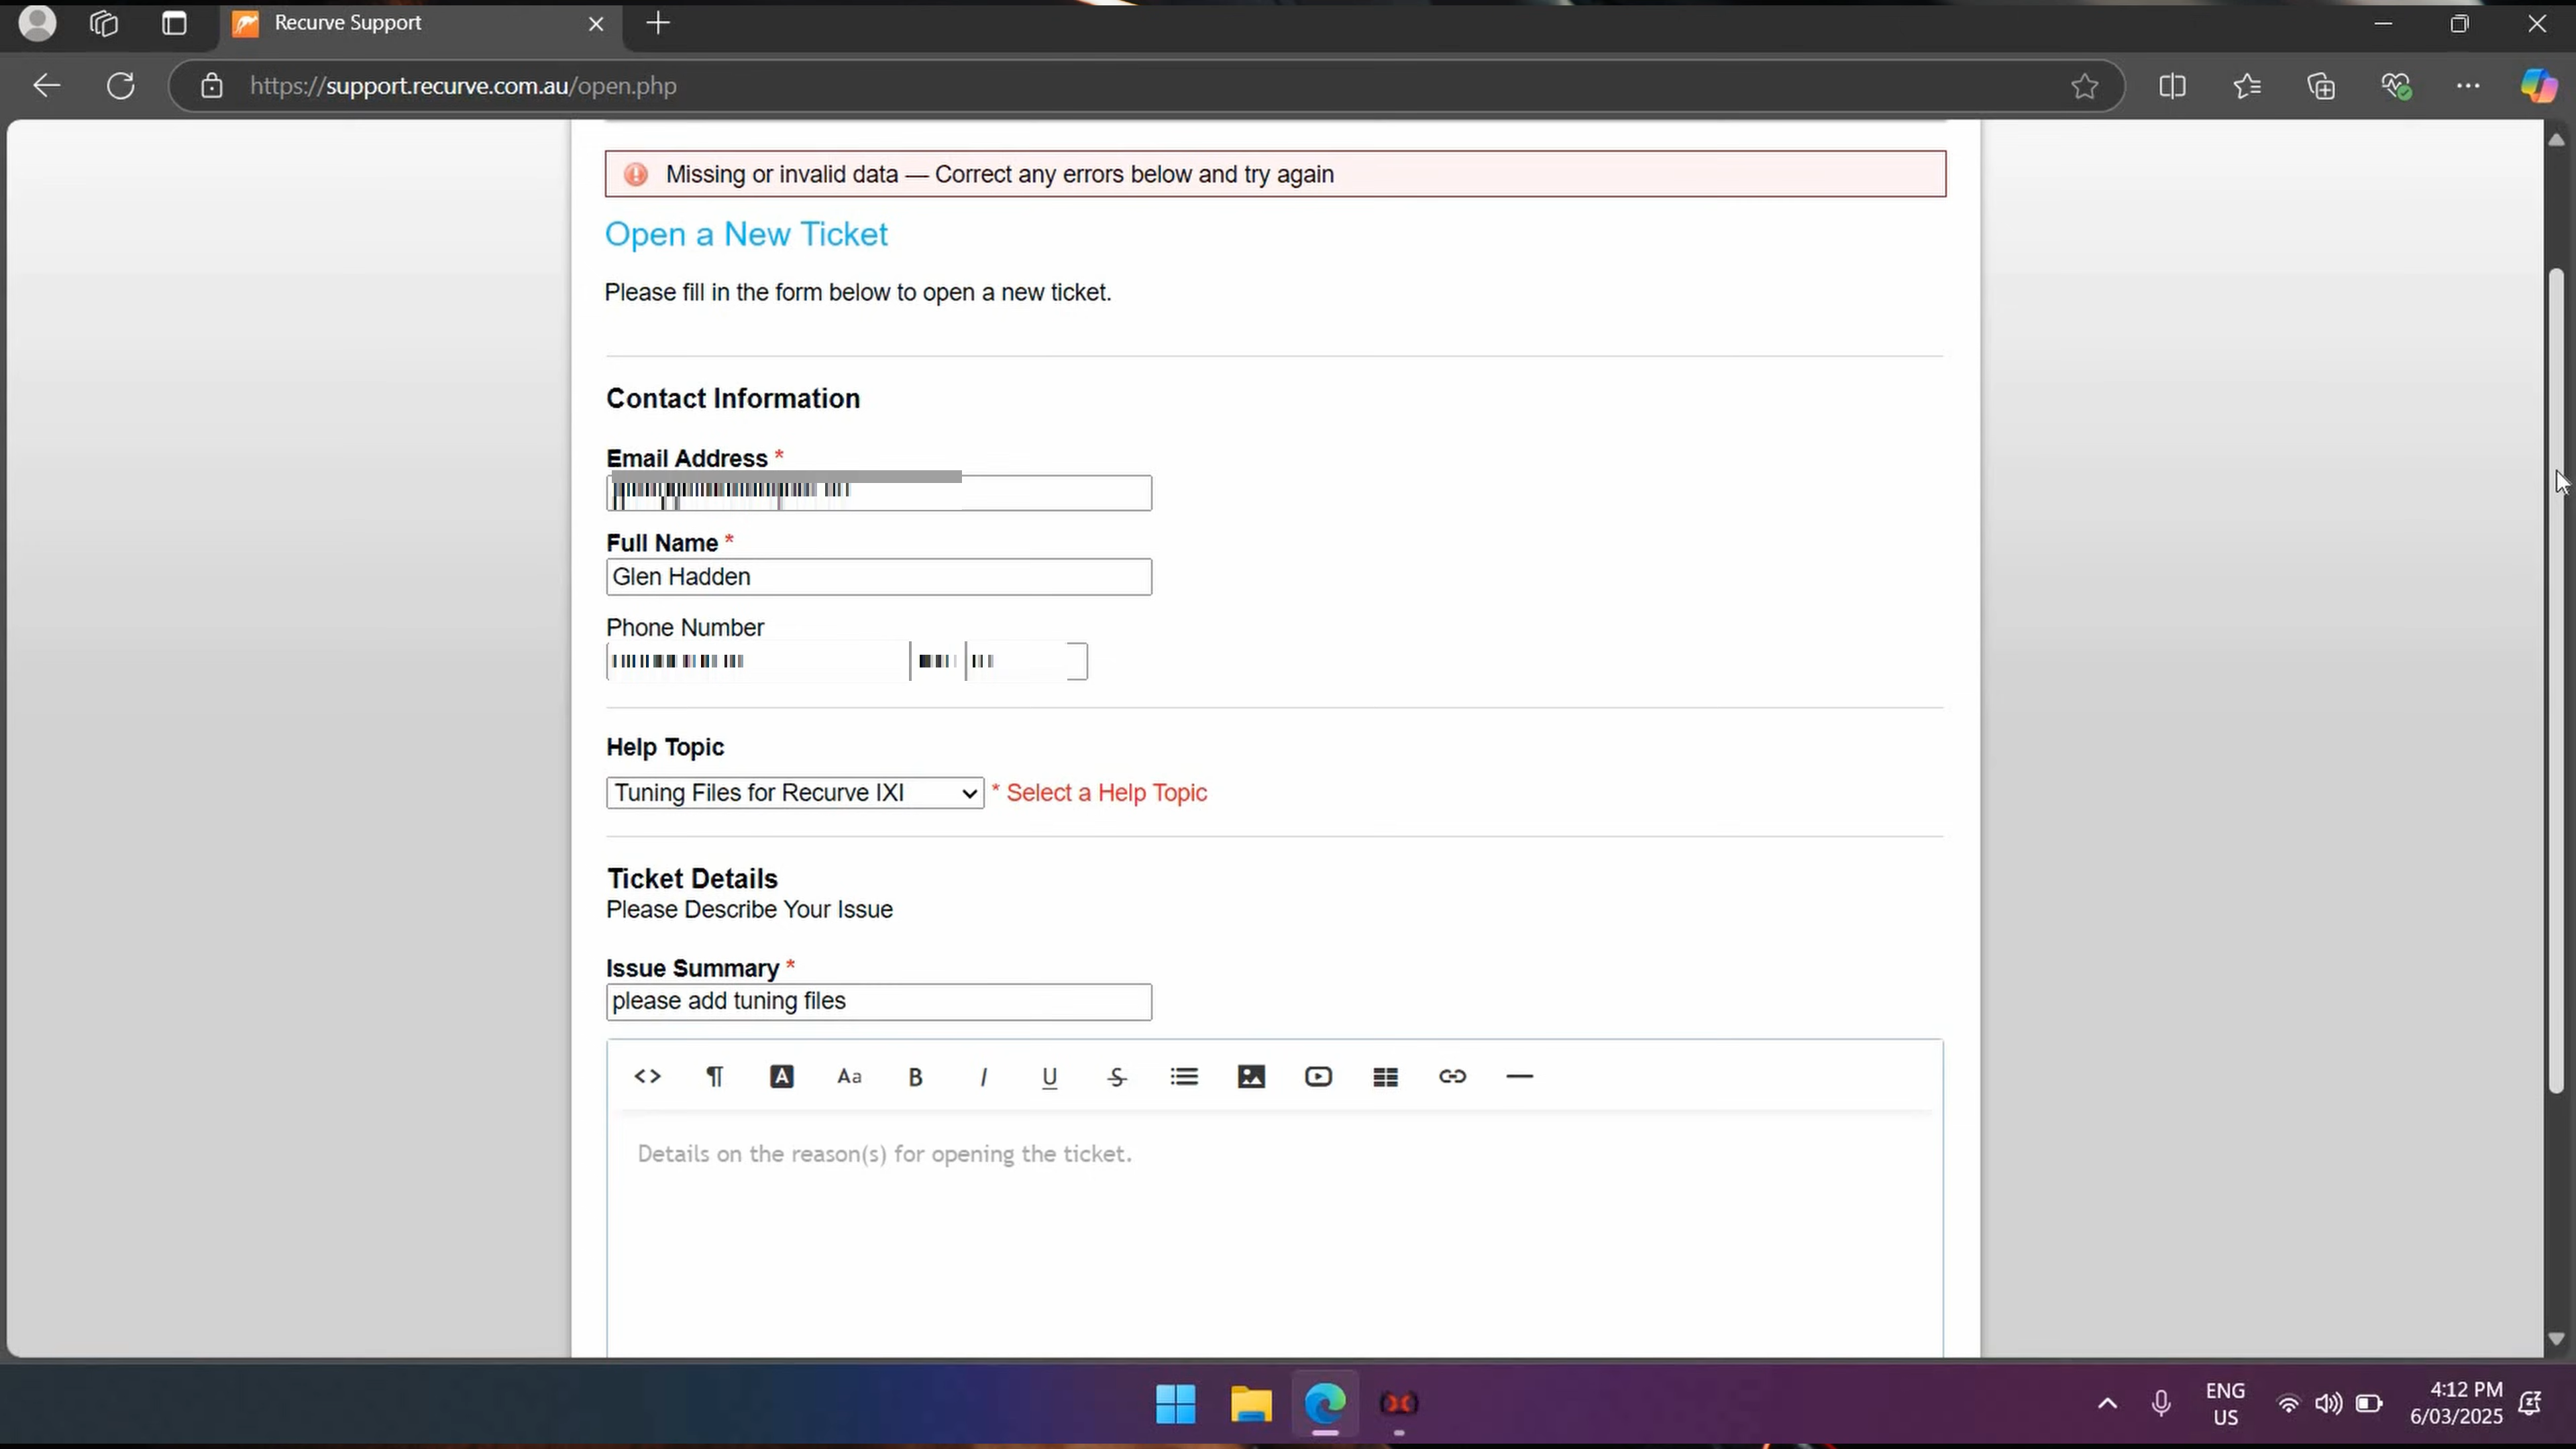 Recurve Support
https://support.recurve.com.au/open.php
Missing or invalid data — Correct any errors below and try again
Open a New Ticket
Please fill in the form below to open a new ticket.
Contact Information
Email Address *
Full Name *
Glen Hadden
Phone Number
Help Topic
Tuning Files for Recurve IXI * Select a Help Topic
Ticket Details
Please Describe Your Issue
Issue Summary *
please add tuning files
A Aa B I U S
Details on the reason(s) for opening the ticket.
ENG
US
4:12 PM
6/03/2025